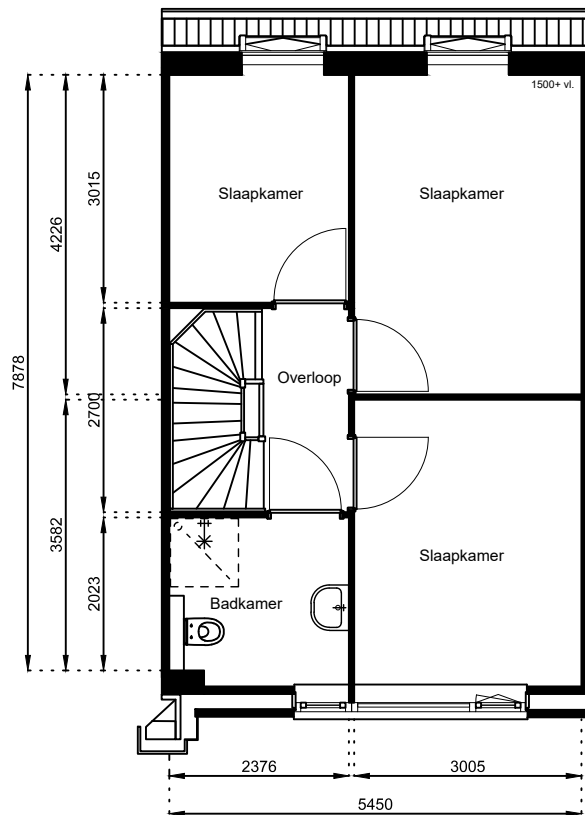 1500+ vl.
Slaapkamer
Slaapkamer
3015
4226
7878
2700
Overloop
3582
2023
Slaapkamer
Badkamer
2376
3005
5450